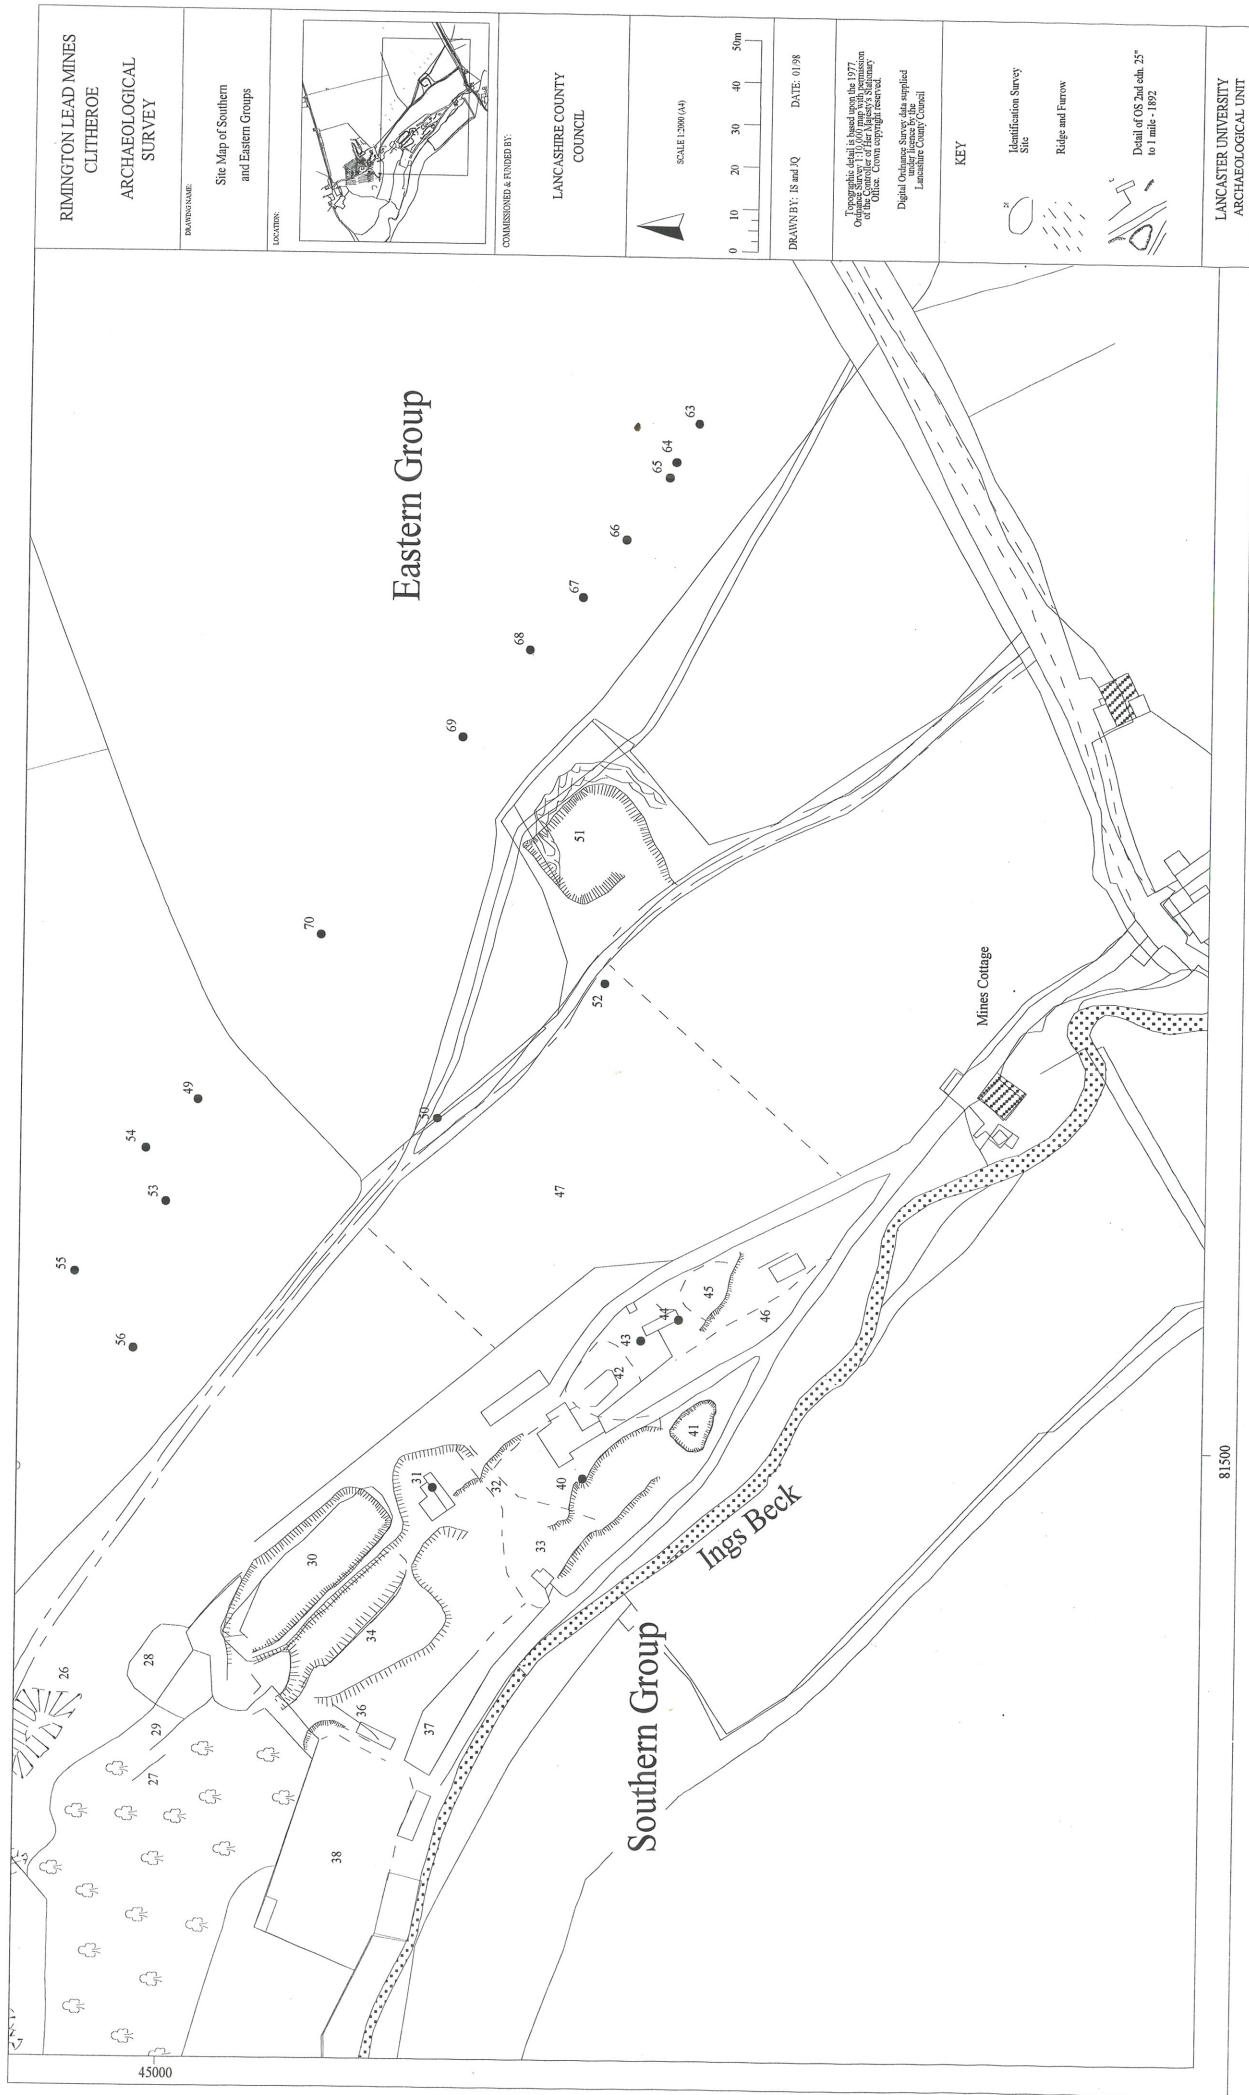 RIMINGTON LEAD MINES
CLITHEROE
ARCHAEOLOGICAL
SURVEY
DRAWING NAME:
Site Map of Southern
and Eastern Groups
LOCATION:
COMMISSIONED & FUNDED BY:
LANCASHIRE COUNTY
COUNCIL
SCALE 1:2000 (A4)
0 10 20 30 40 50m
DRAWN BY: IS and JQ DATE: 01/98
Topographic detail is based upon the 1977,
Ordnance Survey 1:10,000 map with permission
of the Controller of Her Majesty's Stationary
Office. Crown copyright reserved.
Digital Ordnance Survey data supplied
under licence by the
Lancashire County Council
KEY
Identification Survey
Site
Ridge and Furrow
Detail of OS 2nd edn. 25"
to 1 mile - 1892
LANCASTER UNIVERSITY
ARCHAEOLOGICAL UNIT
Eastern Group
63
64
65
66
67
68
69
70
51
52
49
54
53
50
55
56
47
Mines Cottage
45
46
44
43
42
41
40
31
32
33
30
34
28
26
29
27
36
37
38
Ings Beck
Southern Group
45000
81500